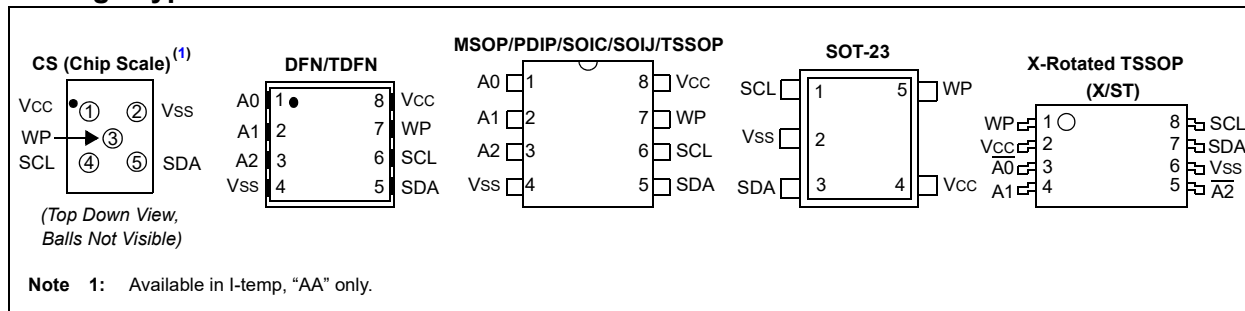 CS (Chip Scale)(1)
VCC 1 2 VSS
WP 3
SCL 4 5 SDA
(Top Down View,
Balls Not Visible)
DFN/TDFN
A0 1 8 VCC
A1 2 7 WP
A2 3 6 SCL
VSS 4 5 SDA
MSOP/PDIP/SOIC/SOIJ/TSSOP
A0 1 8 VCC
A1 2 7 WP
A2 3 6 SCL
VSS 4 5 SDA
SOT-23
SCL 1 5 WP
VSS 2
SDA 3 4 VCC
X-Rotated TSSOP
(X/ST)
WP 1 8 SCL
VCC 2 7 SDA
A0 3 6 VSS
A1 4 5 A2
Note 1: Available in I-temp, “AA” only.